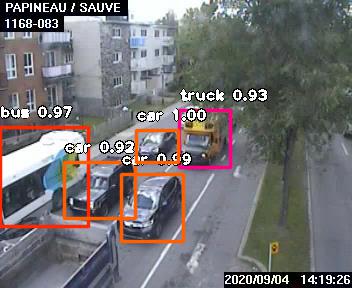 PAPINEAU / SAUVE
1168-083
truck 0.93
bus 0.97
car 1.00
car 0.92
car 0.99
2020/09/04 14:19:26